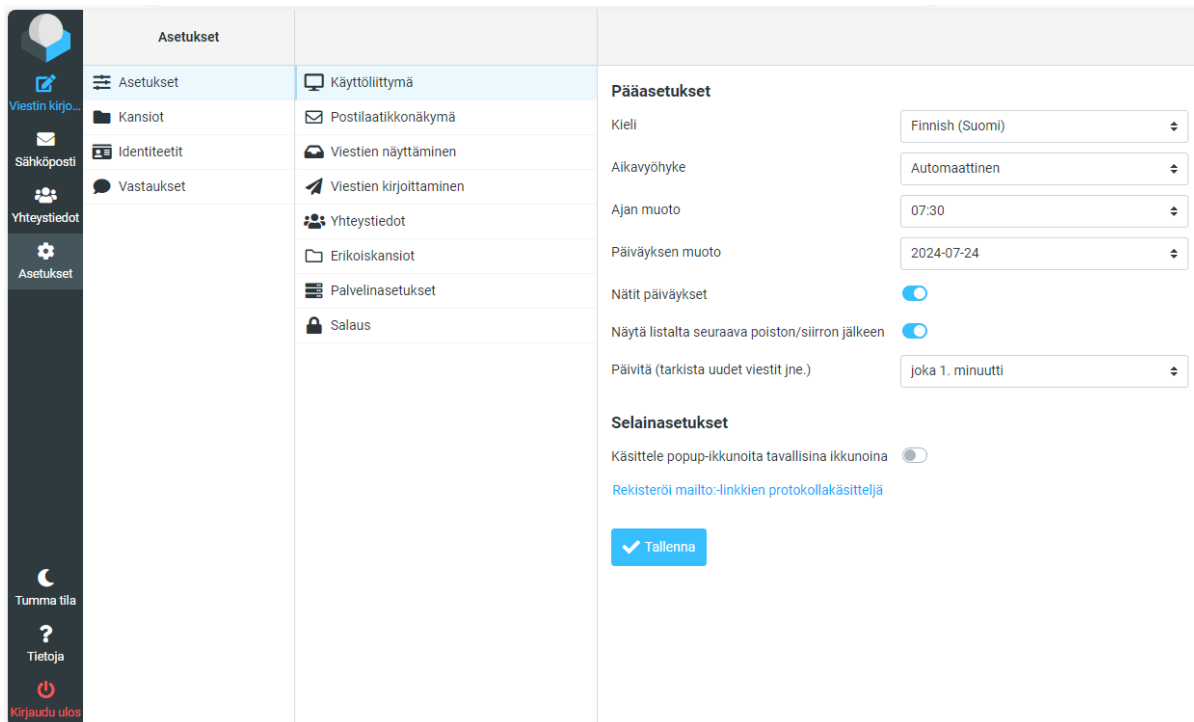 Asetukset
Viestin kirjo...
Sähköposti
Yhteystiedot
Asetukset
Tumma tila
Tietoja
Kirjaudu ulos
Asetukset
Kansiot
Identiteetit
Vastaukset
Käyttöliittymä
Postilaatikkonäkymä
Viestien näyttäminen
Viestien kirjoittaminen
Yhteystiedot
Erikoiskansiot
Palvelinasetukset
Salaus
Pääasetukset
Kieli Finnish (Suomi)
Aikavyöhyke Automaattinen
Ajan muoto 07:30
Päiväyksen muoto 2024-07-24
Nätit päiväykset
Näytä listalta seuraava poiston/siirron jälkeen
Päivitä (tarkista uudet viestit jne.) joka 1. minuutti
Selainasetukset
Käsittele popup-ikkunoita tavallisina ikkunoina
Rekisteröi mailto:-linkkien protokollakäsitteljä
Tallenna